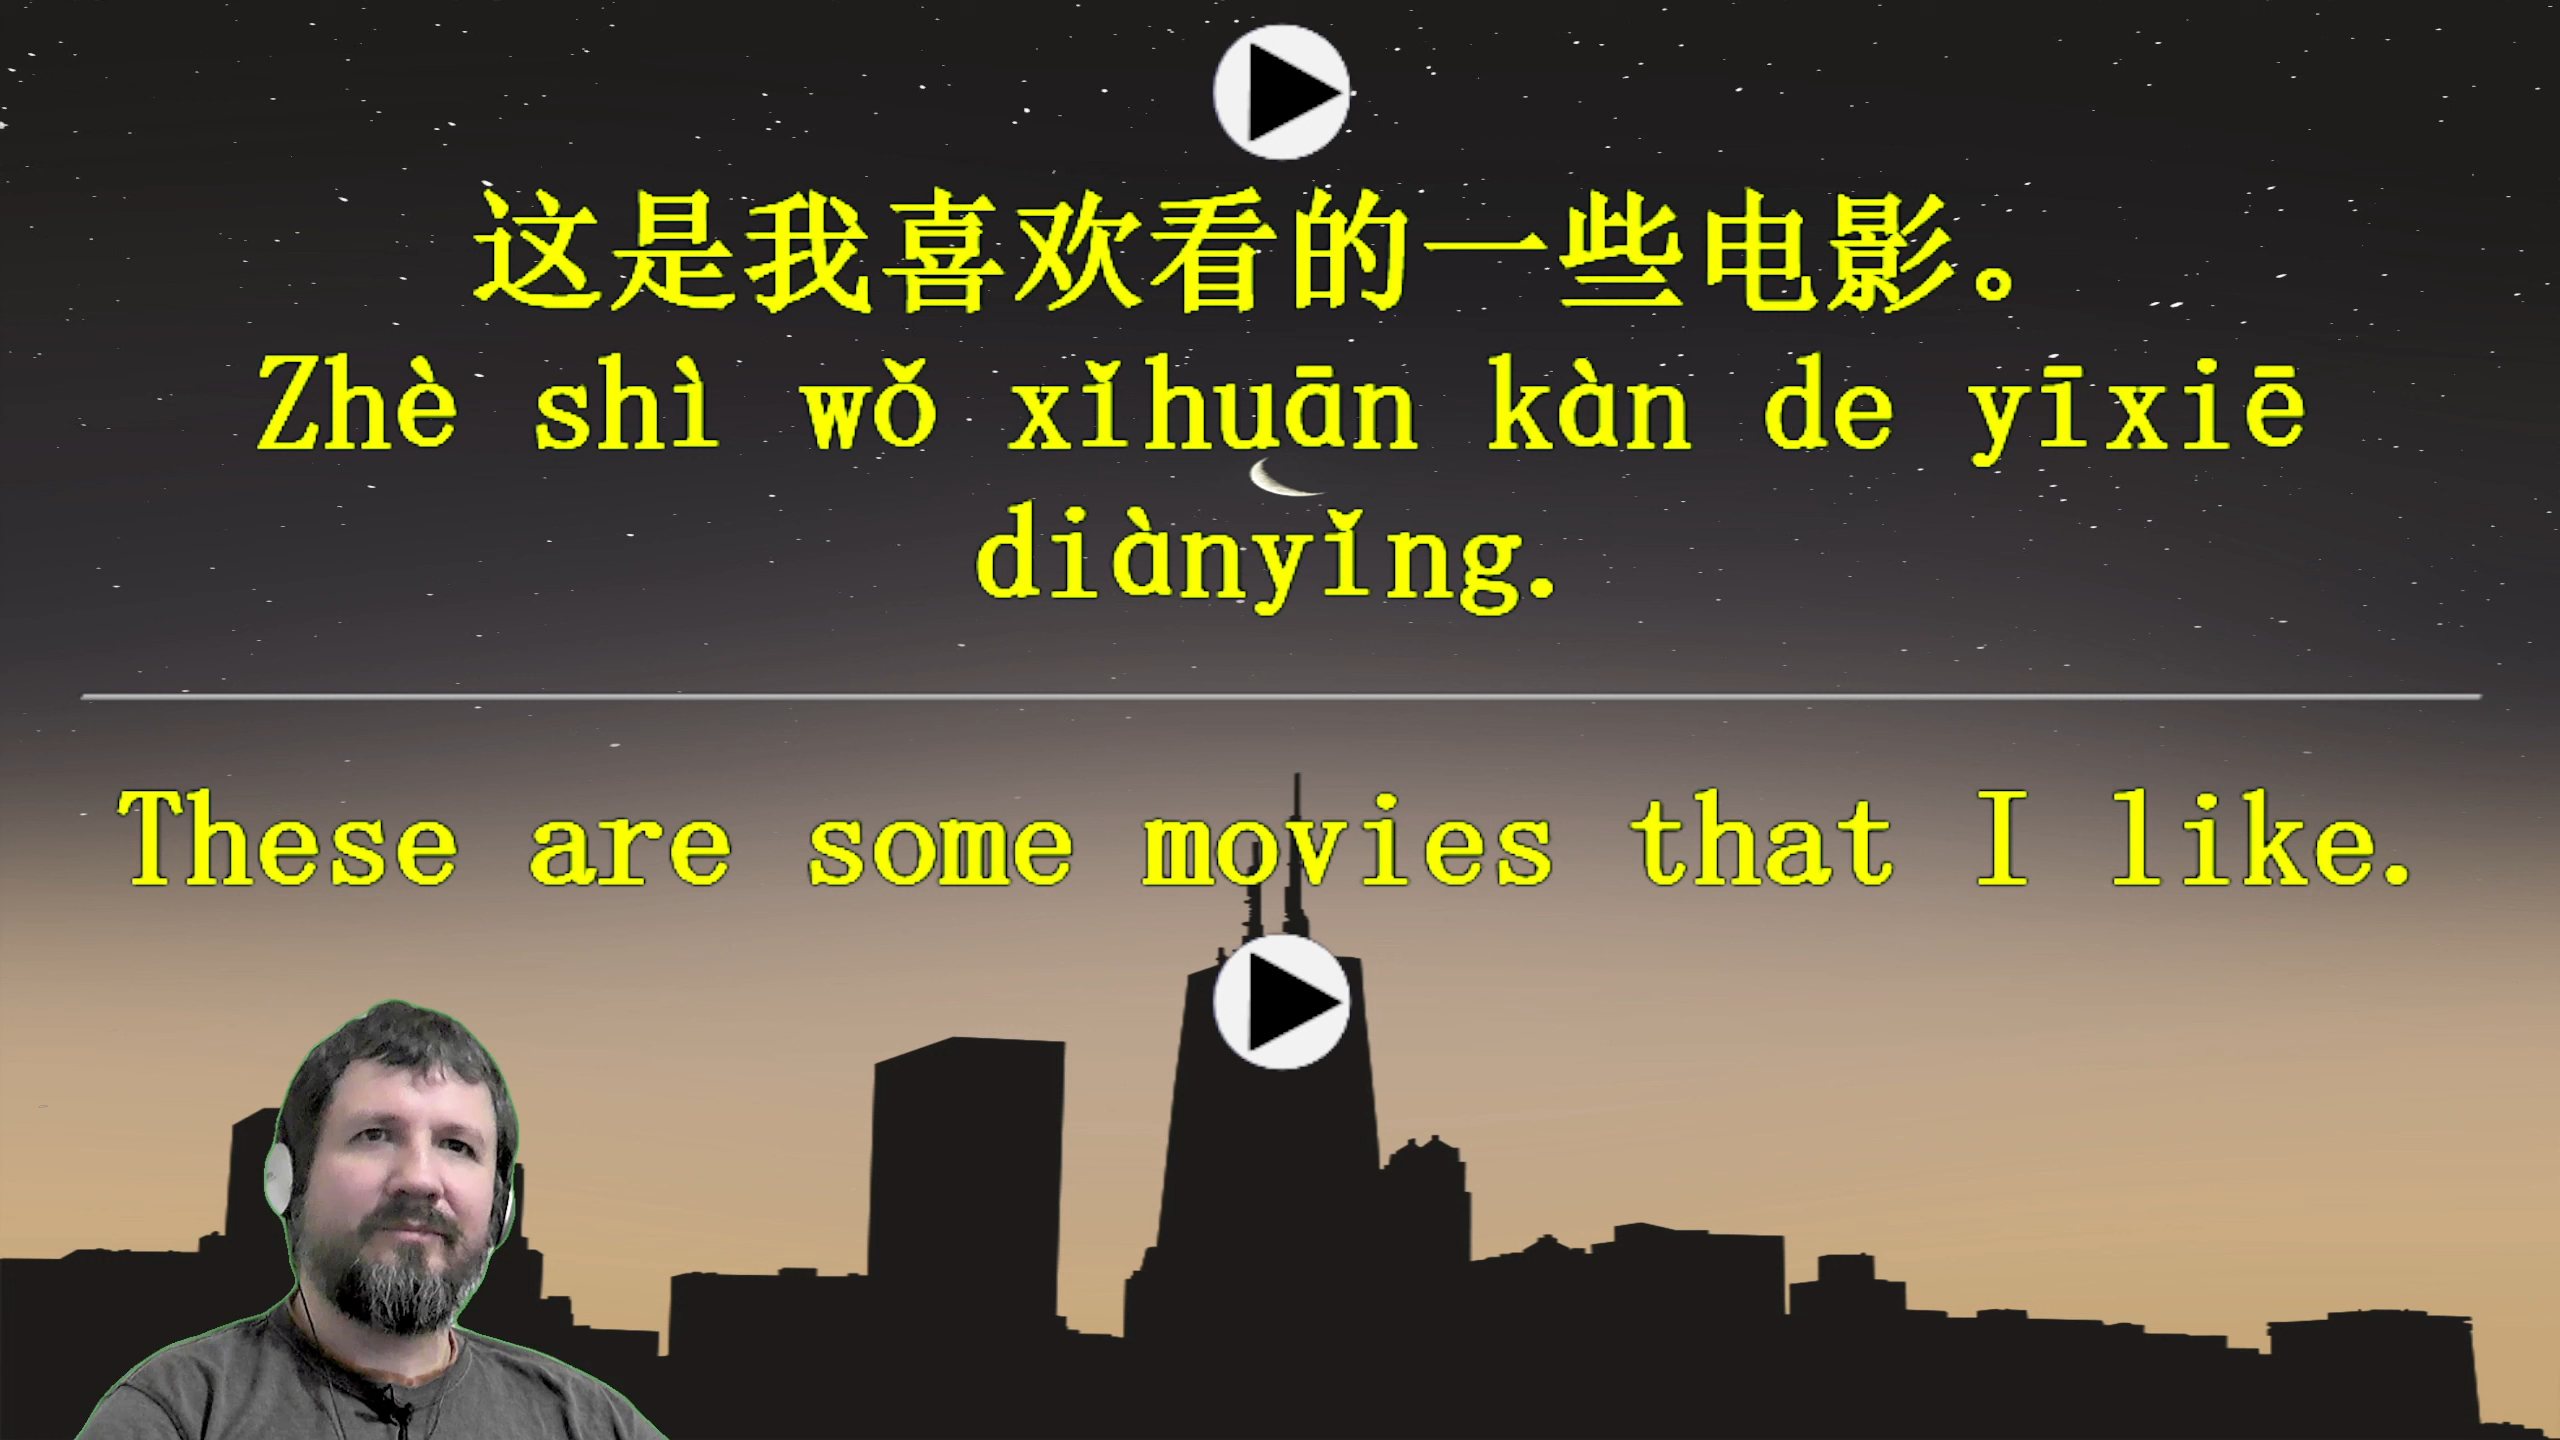 这是我喜欢看的一些电影。
Zhè shì wǒ xǐhuān kàn de yīxiē
diànyǐng.
These are some movies that I like.